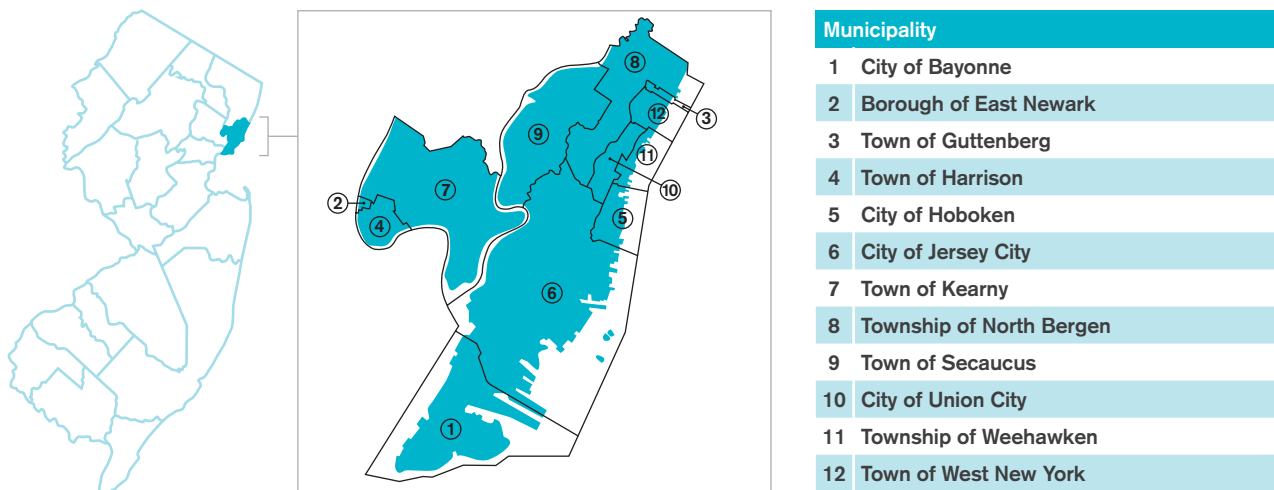 8
12
3
9
11
7
10
2
5
4
6
1
Municipality
1 City of Bayonne
2 Borough of East Newark
3 Town of Guttenberg
4 Town of Harrison
5 City of Hoboken
6 City of Jersey City
7 Town of Kearny
8 Township of North Bergen
9 Town of Secaucus
10 City of Union City
11 Township of Weehawken
12 Town of West New York